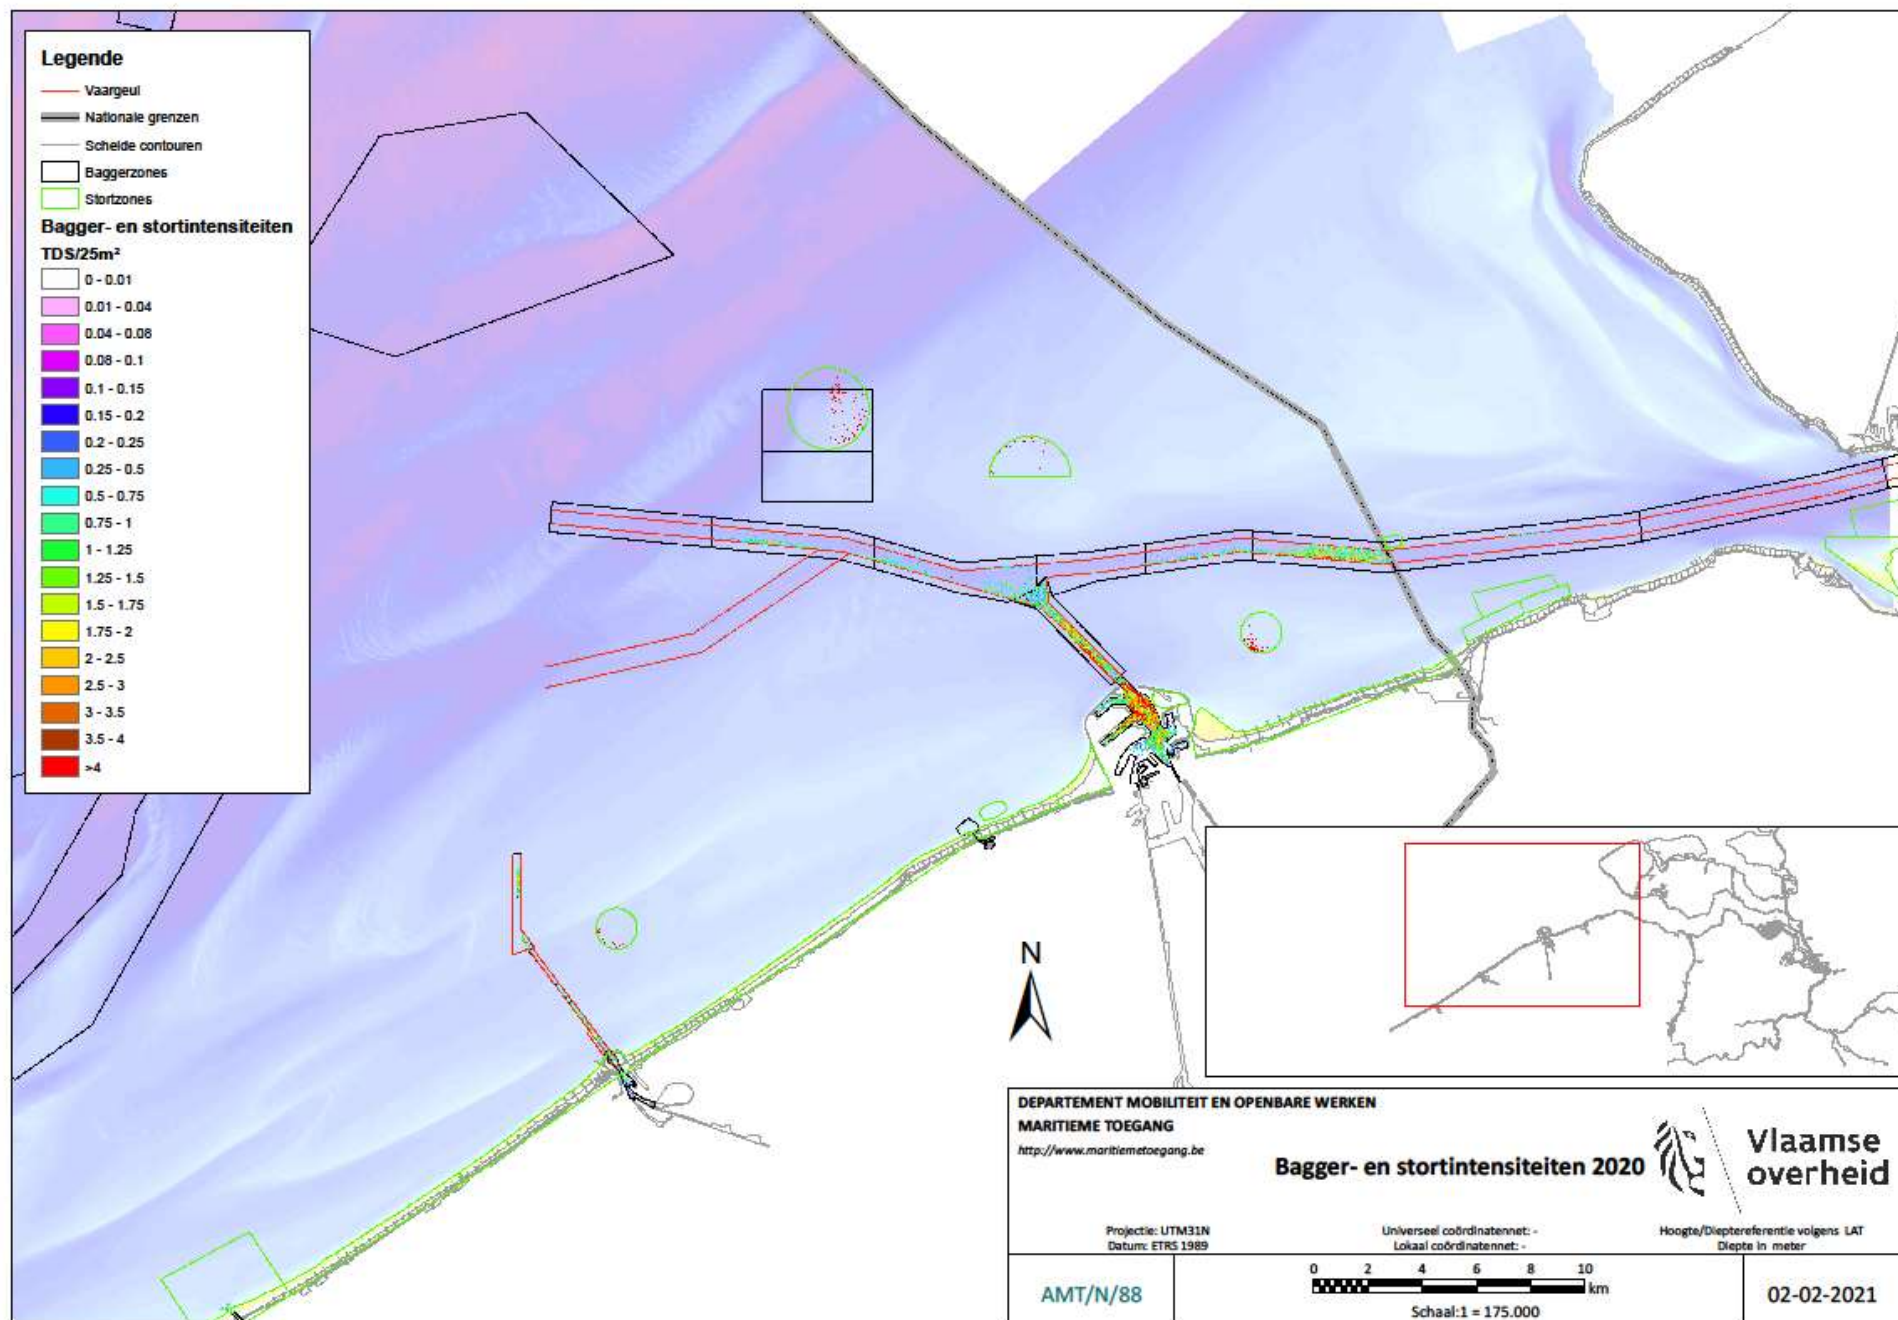 Legende
Vaargeul
Nationale grenzen
Schelde contouren
Baggerzones
Stortzones
Bagger- en stortintensiteiten
TDS/25m²
0 - 0.01
0.01 - 0.04
0.04 - 0.08
0.08 - 0.1
0.1 - 0.15
0.15 - 0.2
0.2 - 0.25
0.25 - 0.5
0.5 - 0.75
0.75 - 1
1 - 1.25
1.25 - 1.5
1.5 - 1.75
1.75 - 2
2 - 2.5
2.5 - 3
3 - 3.5
3.5 - 4
>4
N
DEPARTEMENT MOBILITEIT EN OPENBARE WERKEN
MARITIEME TOEGANG
http://www.maritiemetoegang.be
Bagger- en stortintensiteiten 2020
Vlaamse
overheid
Projectie: UTM31N
Datum: ETRS 1989
Universeel coördinatennet: -
Lokaal coördinatennet: -
Hoogte/Dieptereferentie volgens LAT
Diepte in meter
AMT/N/88
0 2 4 6 8 10
km
Schaal:1 = 175.000
02-02-2021